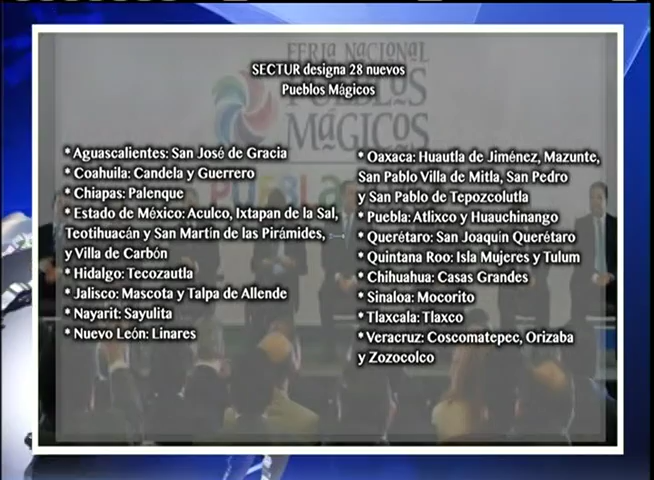 FERIA NACIONAL
PUEBLOS
MÁGICOS
PUEBLA
SECTUR designa 28 nuevos
Pueblos Mágicos
* Aguascalientes: San José de Gracia
* Coahuila: Candela y Guerrero
* Chiapas: Palenque
* Estado de México: Aculco, Ixtapan de la Sal,
Teotihuacán y San Martín de las Pirámides,
y Villa de Carbón
* Hidalgo: Tecozautla
* Jalisco: Mascota y Talpa de Allende
* Nayarit: Sayulita
* Nuevo León: Linares
* Oaxaca: Huautla de Jiménez, Mazunte,
San Pablo Villa de Mitla, San Pedro
y San Pablo de Tepozcolutla
* Puebla: Atlixco y Huauchinango
* Querétaro: San Joaquín Querétaro
* Quintana Roo: Isla Mujeres y Tulum
* Chihuahua: Casas Grandes
* Sinaloa: Mocorito
* Tlaxcala: Tlaxco
* Veracruz: Coscomatepec, Orizaba
y Zozocolco